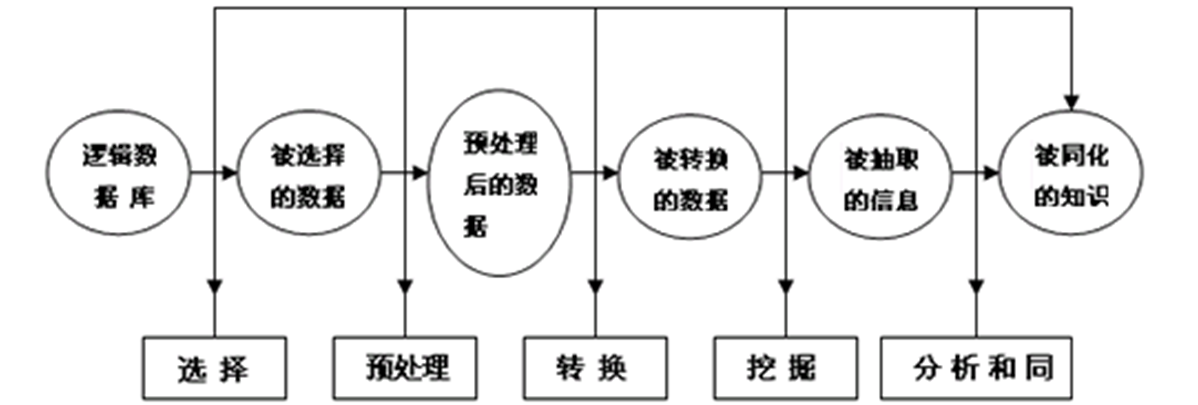 逻辑数
据 库
被选择
的数据
预处理
后的数
据
被转换
的数据
被抽取
的信息
被同化
的知识
选 择
预处理
转 换
挖 掘
分 析 和 同